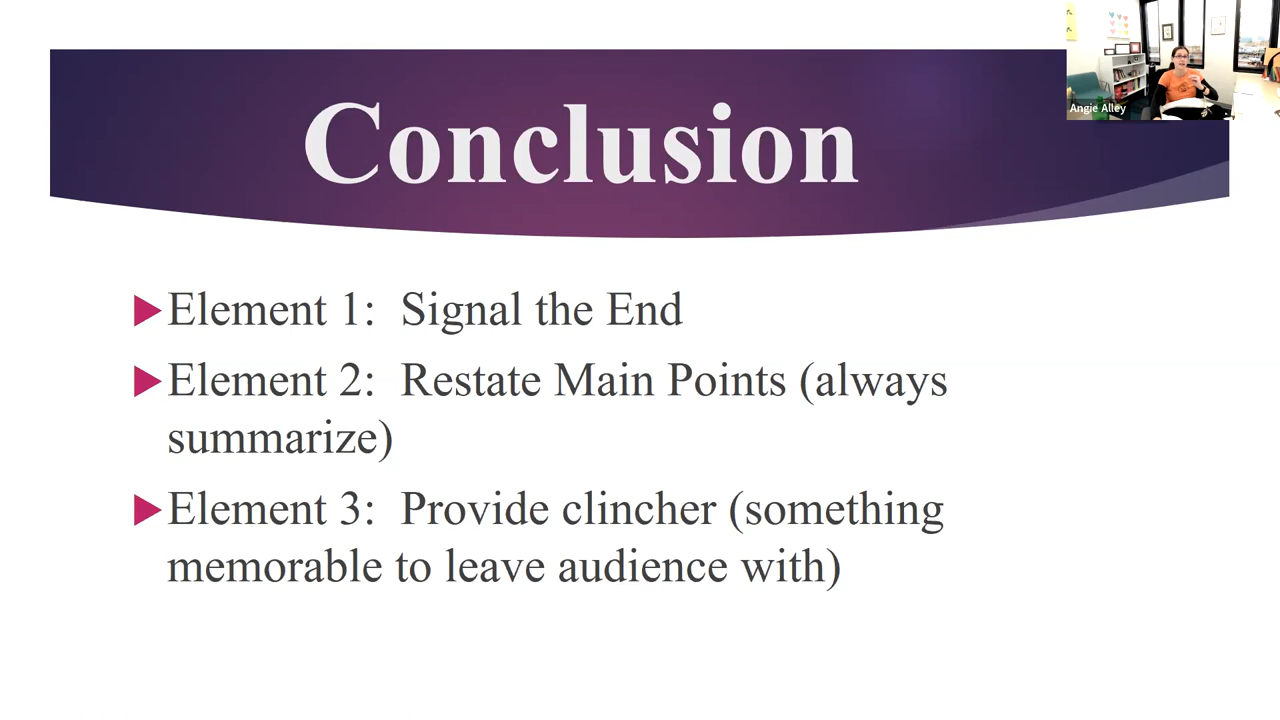 Conclusion
Angie Alley
Element 1:  Signal the End
Element 2:  Restate Main Points (always
summarize)
Element 3:  Provide clincher (something
memorable to leave audience with)